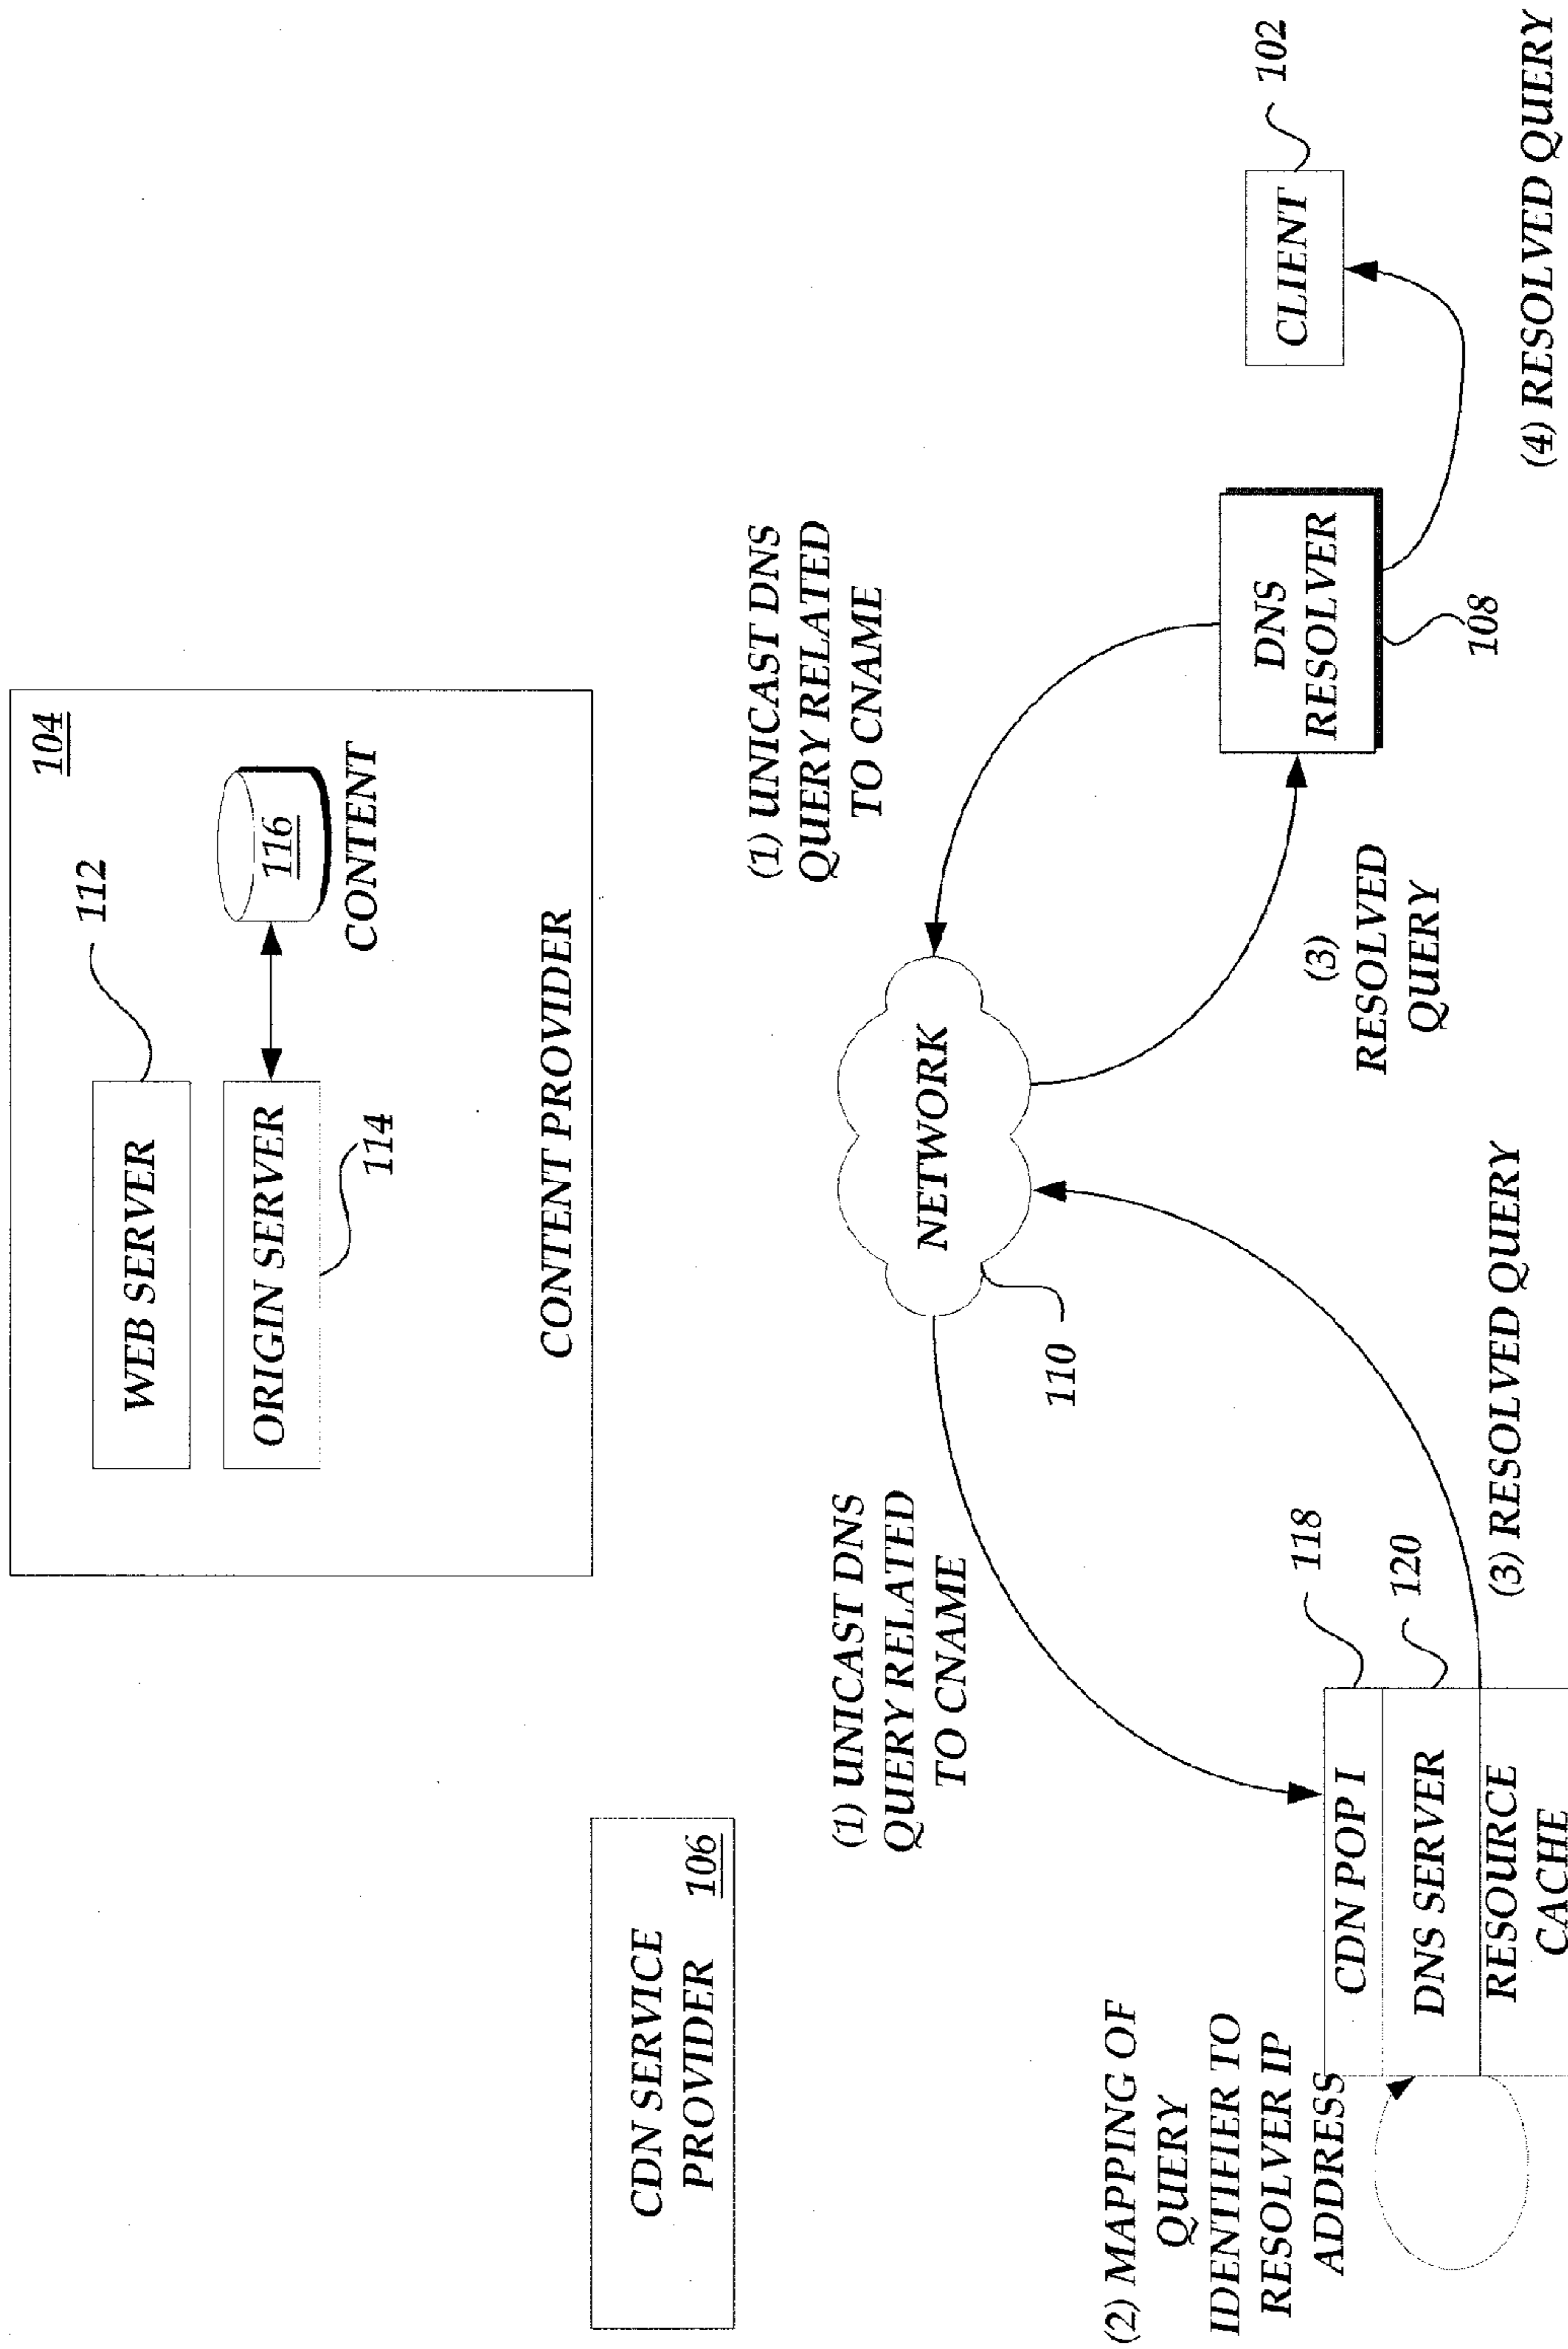 104
WEB SERVER
112
ORIGIN SERVER
114
116
CONTENT
CONTENT PROVIDER
CDN SERVICE
PROVIDER
106
(1) UNICAST DNS
QUERY RELATED
TO CNAME
(1) UNICAST DNS
QUERY RELATED
TO CNAME
NETWORK
110
(2) MAPPING OF
QUERY
IDENTIFIER TO
RESOLVER IP
ADDRESS
CDN POP I
118
DNS SERVER
120
RESOURCE
CACHE
(3) RESOLVED QUERY
(3)
RESOLVED
QUERY
DNS
RESOLVER
108
CLIENT
102
(4) RESOLVED QUERY